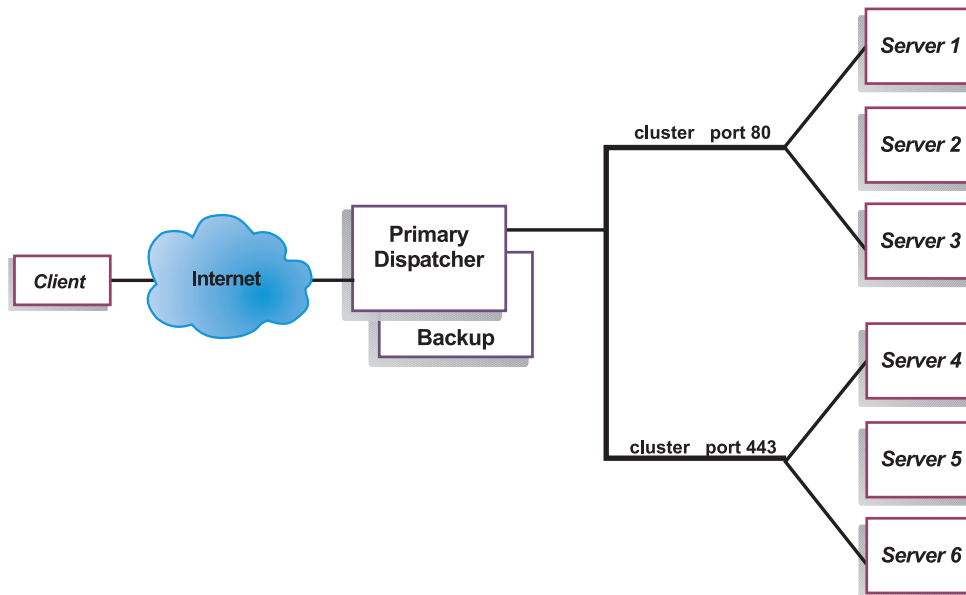 Client
Internet
Primary
Dispatcher
Backup
cluster port 80
cluster port 443
Server 1
Server 2
Server 3
Server 4
Server 5
Server 6